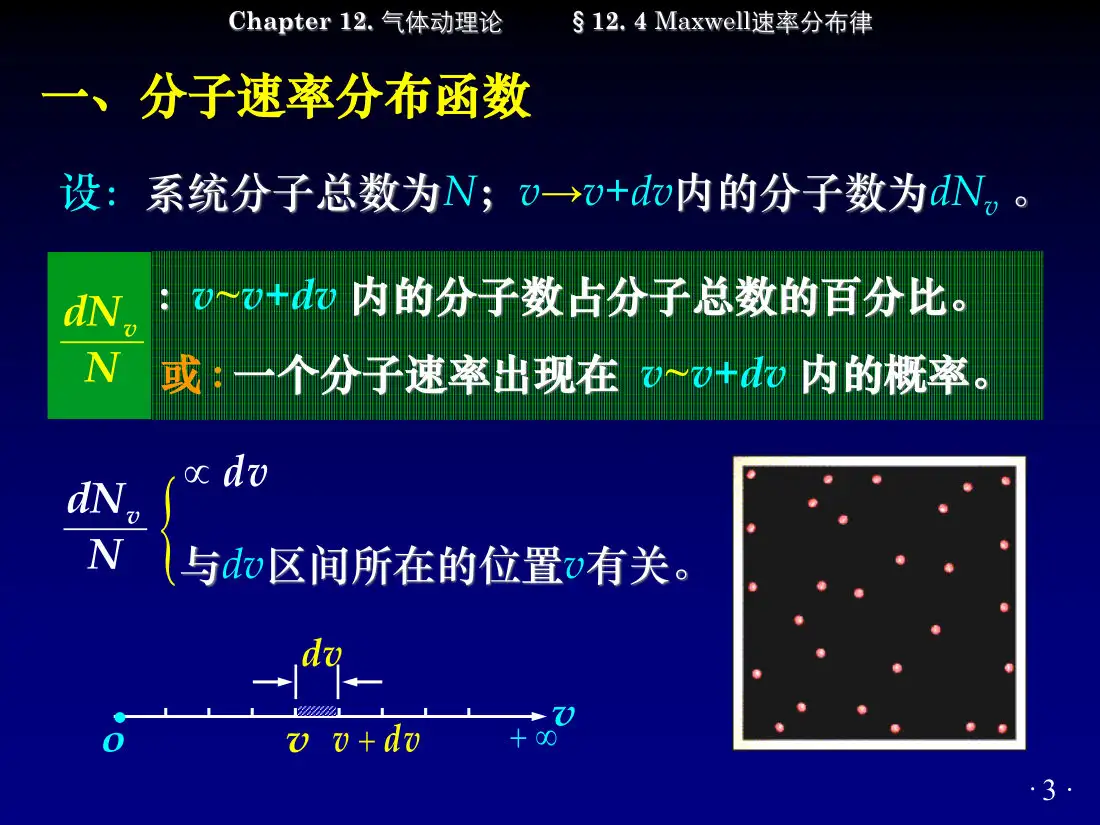 Chapter 12. 气体动理论 §12. 4 Maxwell速率分布律
一、分子速率分布函数
设：系统分子总数为N；v→v+dv内的分子数为dNv 。
dNv
N
: v~v+dv 内的分子数占分子总数的百分比。
或 : 一个分子速率出现在 v~v+dv 内的概率。
dNv
N
{
∝ dv
与dv区间所在的位置v有关。
dv
o v v + dv + ∞ v
· 3 ·